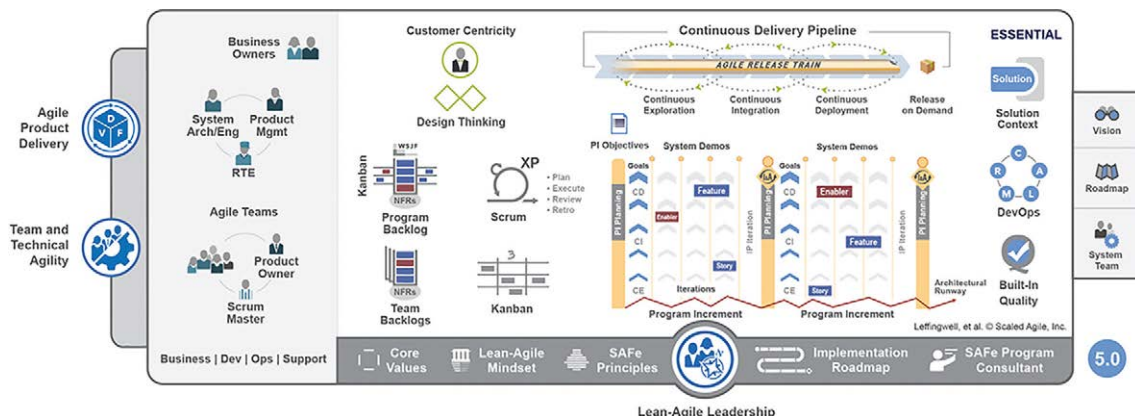 Agile
Product
Delivery
D
V F
Team and
Technical
Agility
Business
Owners
System
Arch/Eng
Product
Mgmt
RTE
Agile Teams
Product
Owner
Scrum
Master
Business | Dev | Ops | Support
Customer Centricity
Design Thinking
Kanban
WSJF
NFRs
Program
Backlog
XP
• Plan
• Execute
• Review
• Retro
Scrum
NFRs
Team
Backlogs
3
Kanban
Continuous Delivery Pipeline
AGILE RELEASE TRAIN
Continuous
Exploration
Continuous
Integration
Continuous
Deployment
Release
on Demand
PI Objectives
System Demos
System Demos
PI Planning
Goals
CD
CI
CE
Enabler
Feature
Story
Iterations
IP Iteration
I&A
PI Planning
Goals
CD
CI
CE
Enabler
Feature
Story
IP Iteration
I&A
PI Planning
Program Increment
Program Increment
Architectural
Runway
ESSENTIAL
Solution
Solution
Context
C
A
L
M
R
DevOps
Built-In
Quality
Leffingwell, et al. © Scaled Agile, Inc.
Vision
Roadmap
System
Team
Core
Values
Lean-Agile
Mindset
SAFe
Principles
Implementation
Roadmap
SAFe Program
Consultant
5.0
Lean-Agile Leadership